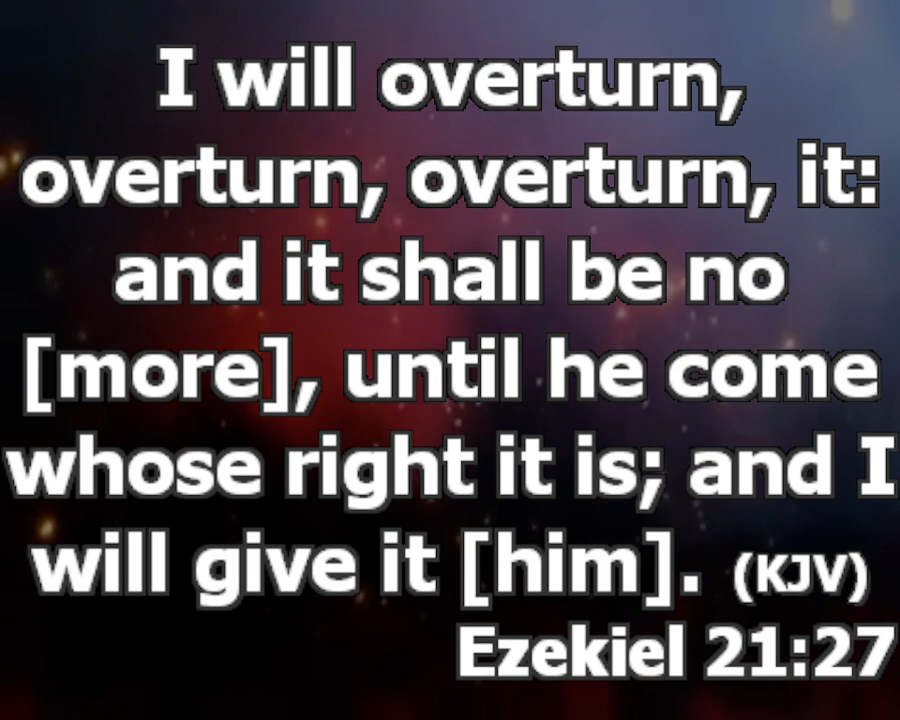 I will overturn,
overturn, overturn, it:
and it shall be no
[more], until he come
whose right it is; and I
will give it [him]. (KJV)
Ezekiel 21:27